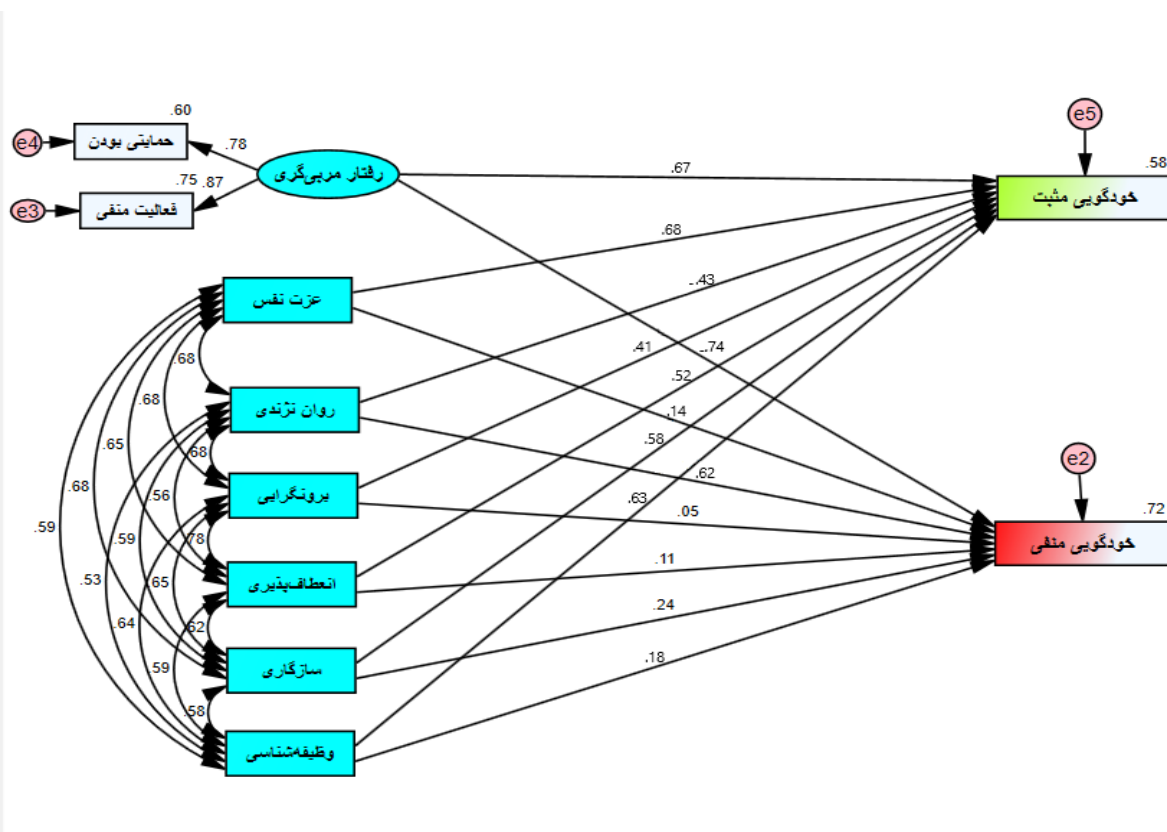 .60
e4
حمایتی بودن
.78
رفتار مربی‌گری
.75
.87
e3
فعالیت منفی
.67
e5
.58
خودگویی مثبت
.68
عزت نفس
-.43
.68
.41
-.74
.52
.68
روان نژندی
.14
.65
.68
.58
.62
برونگرایی
.68
.56
.63
.05
e2
.72
خودگویی منفی
.59
.59
.78
.11
.53
.65
انعطاف‌پذیری
.24
.64
.62
.59
سازگاری
.18
.58
وظیفه‌شناسی